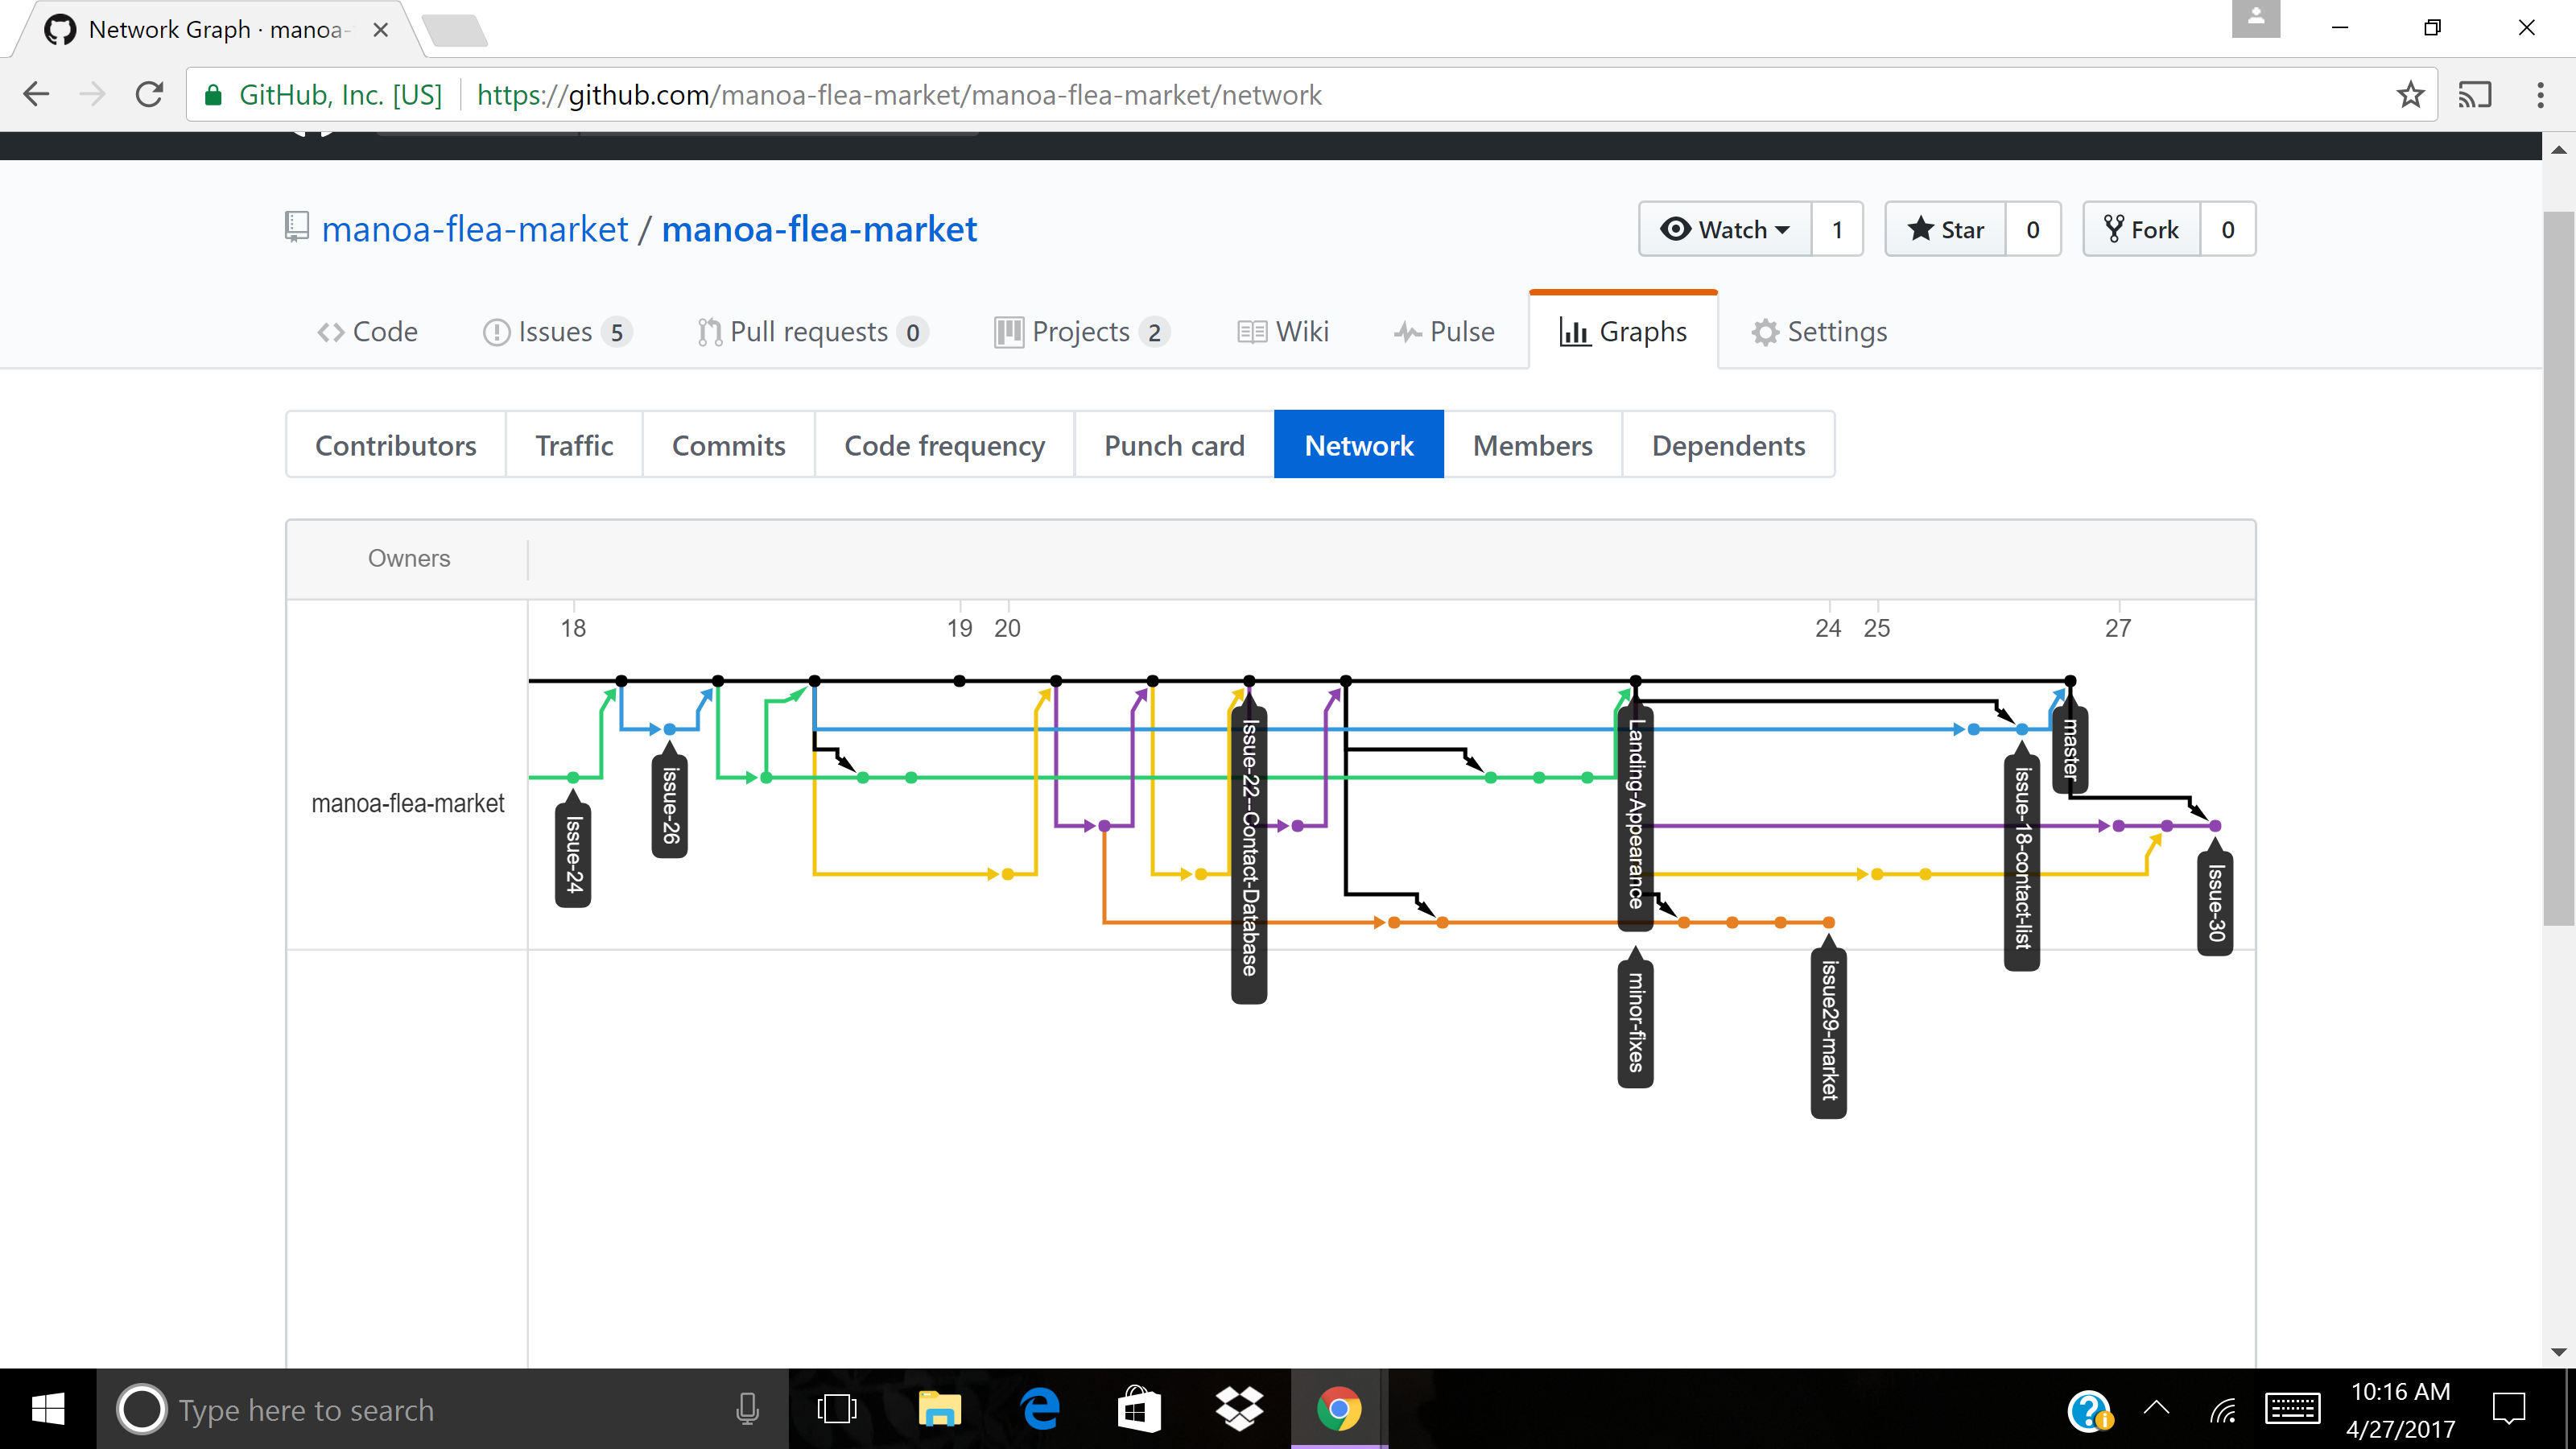 Network Graph · manoa-
GitHub, Inc. [US] https://github.com/manoa-flea-market/manoa-flea-market/network
manoa-flea-market / manoa-flea-market
Watch 1 Star 0 Fork 0
Code Issues 5 Pull requests 0 Projects 2 Wiki Pulse Graphs Settings
Contributors Traffic Commits Code frequency Punch card Network Members Dependents
Owners
18 19 20 24 25 27
manoa-flea-market
Issue-24
issue-26
Issue-22--Contact-Database
Landing-Appearance
minor-fixes
issue29-market
issue-18-contact-list
master
Issue-30
Type here to search
10:16 AM
4/27/2017